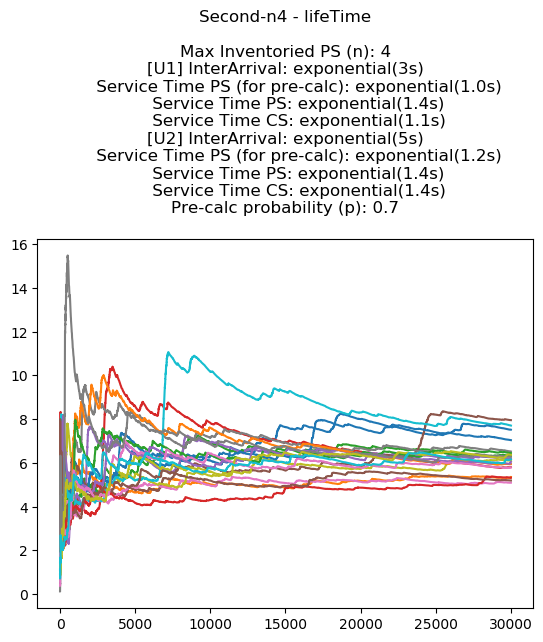 Second-n4 - lifeTime
Max Inventoried PS (n): 4
[U1] InterArrival: exponential(3s)
Service Time PS (for pre-calc): exponential(1.0s)
Service Time PS: exponential(1.4s)
Service Time CS: exponential(1.1s)
[U2] InterArrival: exponential(5s)
Service Time PS (for pre-calc): exponential(1.2s)
Service Time PS: exponential(1.4s)
Service Time CS: exponential(1.4s)
Pre-calc probability (p): 0.7
16
14
12
10
8
6
4
2
0
0 5000 10000 15000 20000 25000 30000